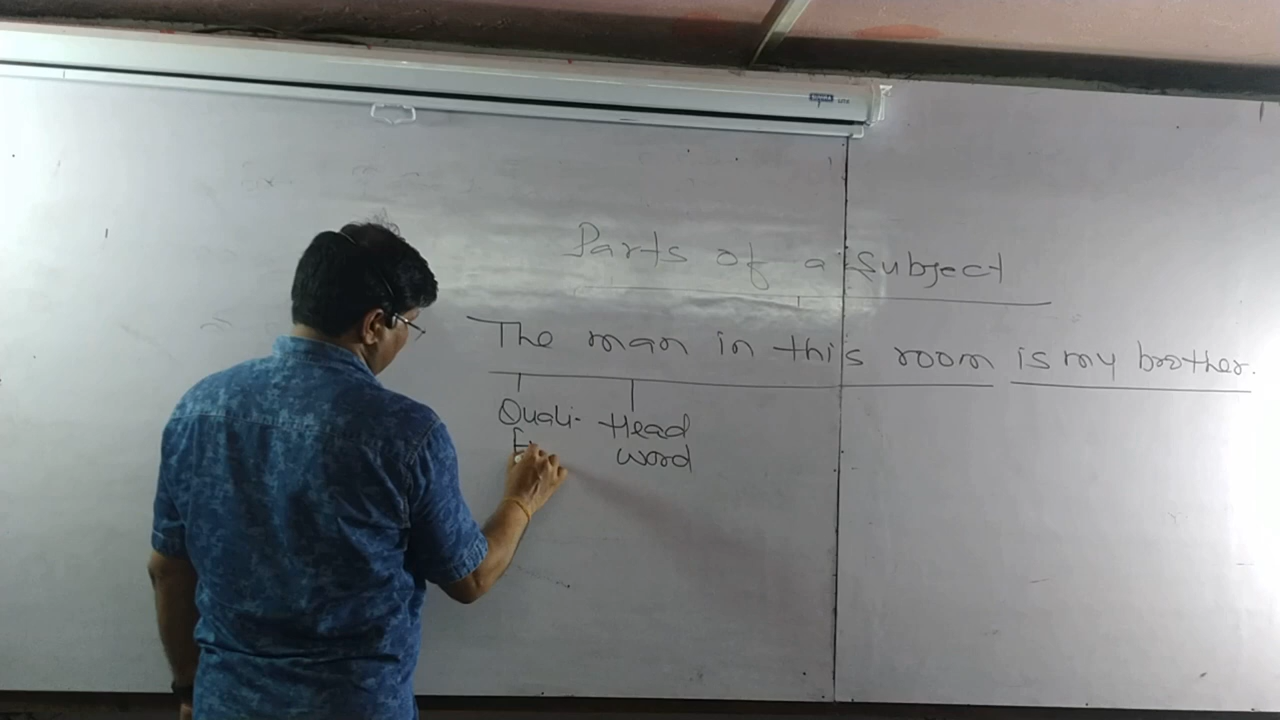 Parts of a Subject
The man in this room is my brother.
Quali- Head
F word